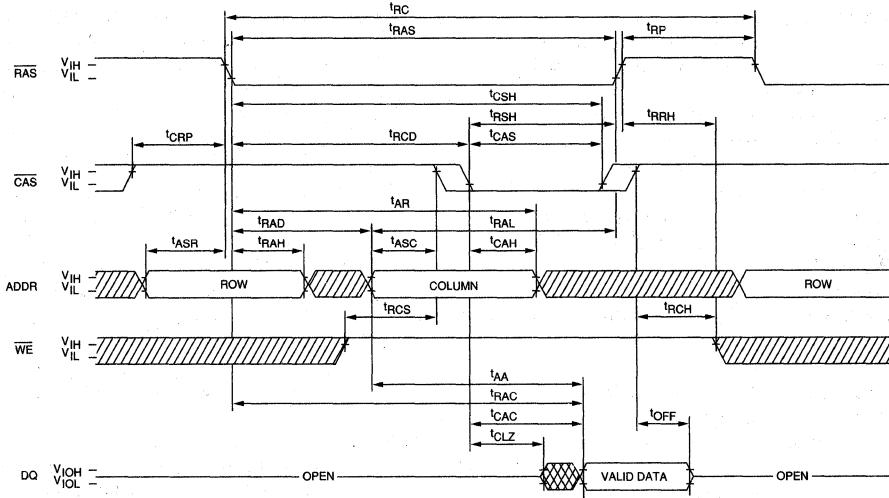 tRC
tRAS
tRP
RAS
VIH
VIL
tCSH
tRSH
tRRH
tCRP
tRCD
tCAS
CAS
VIH
VIL
tAR
tRAD
tRAL
tASR
tRAH
tASC
tCAH
ADDR
VIH
VIL
ROW
COLUMN
ROW
tRCS
tRCH
WE
VIH
VIL
tAA
tRAC
tCAC
tOFF
tCLZ
DQ
VIOH
VIOL
OPEN
VALID DATA
OPEN